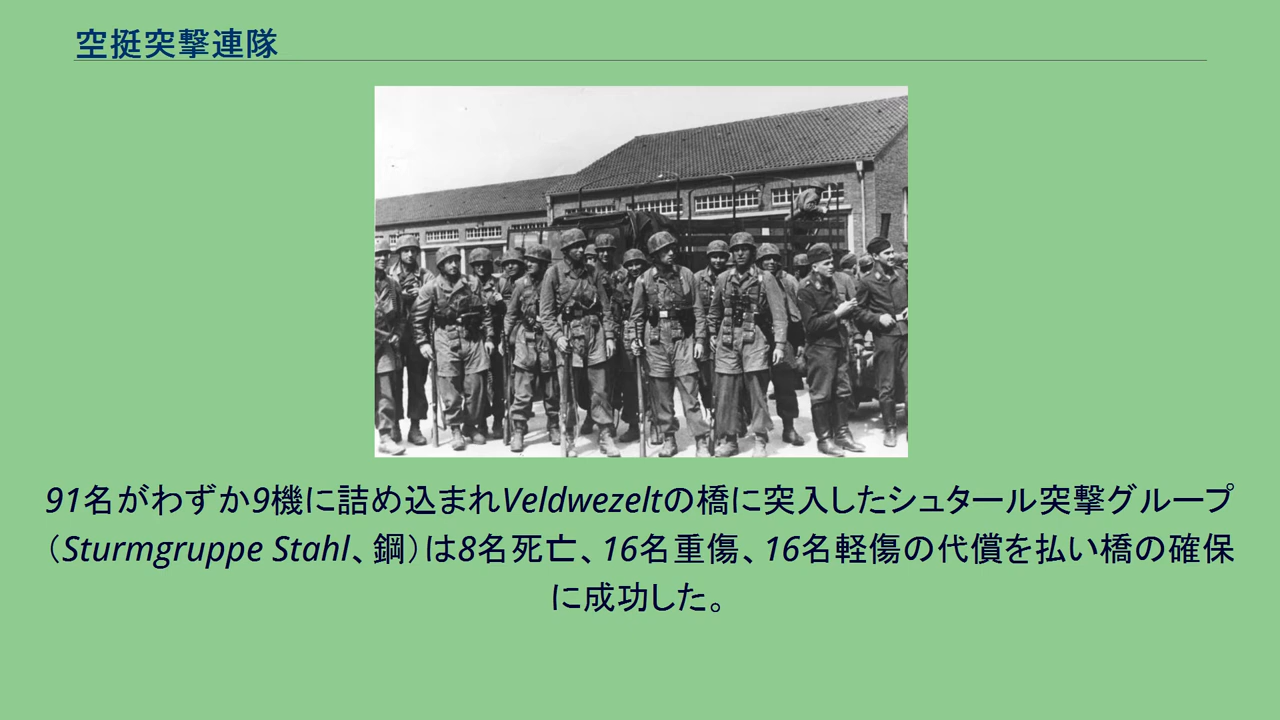 空挺突撃連隊
91名がわずか9機に詰め込まれVeldwezeltの橋に突入したシュタール突撃グループ
（Sturmgruppe Stahl、鋼）は8名死亡、16名重傷、16名軽傷の代償を払い橋の確保
に成功した。